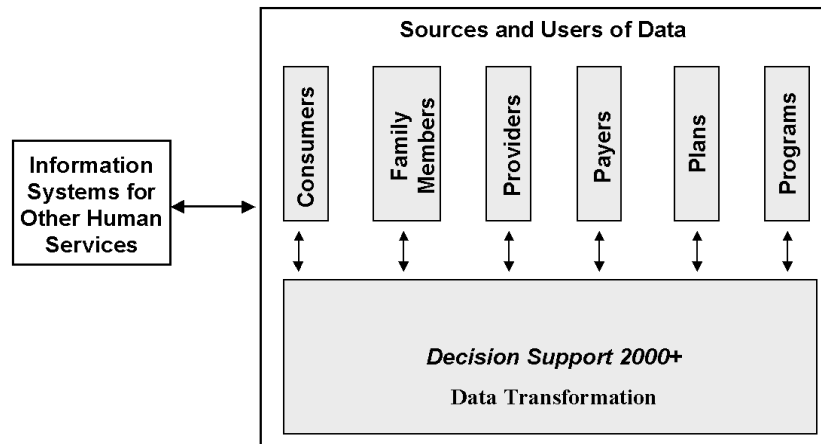 Sources and Users of Data
Consumers
Family
Members
Providers
Payers
Plans
Programs
Information
Systems for
Other Human
Services
Decision Support 2000+
Data Transformation